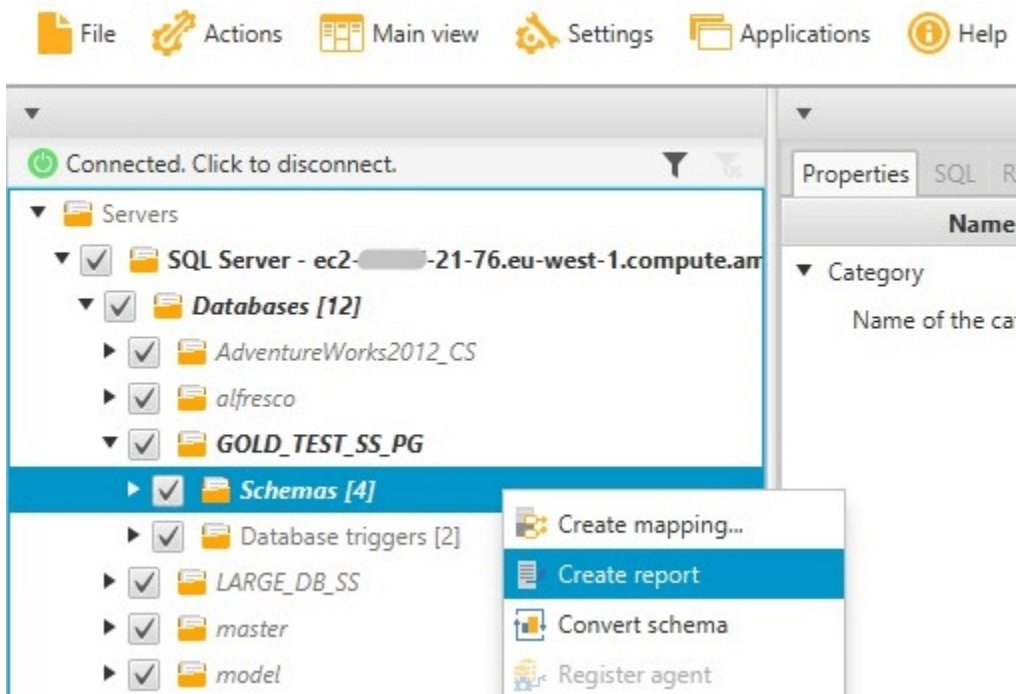 File Actions Main view Settings Applications Help
Connected. Click to disconnect.
Servers
SQL Server - ec2- -21-76.eu-west-1.compute.am
Databases [12]
AdventureWorks2012_CS
alfresco
GOLD_TEST_SS_PG
Schemas [4]
Database triggers [2]
LARGE_DB_SS
master
model
Create mapping...
Create report
Convert schema
Register agent
Properties SQL R
Name
Category
Name of the ca